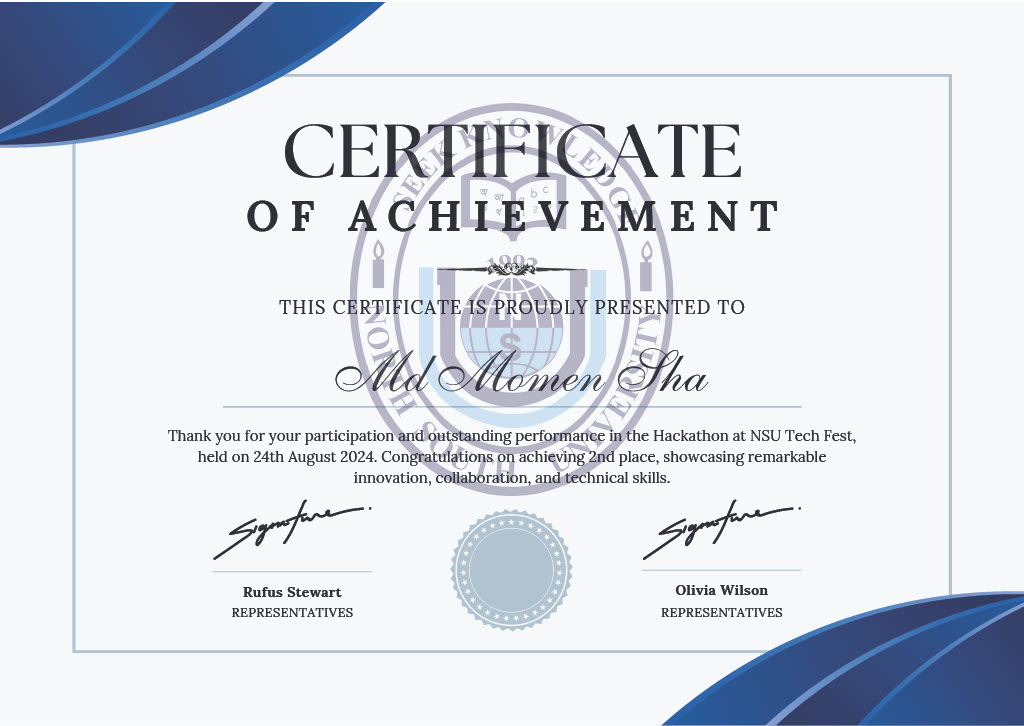 CERTIFICATE
OF ACHIEVEMENT
SEEK KNOWLEDGE
অ আ a b c
1 2
1993
THIS CERTIFICATE IS PROUDLY PRESENTED TO
N
S
Md Momen Sha
NORTH SOUTH UNIVERSITY
Thank you for your participation and outstanding performance in the Hackathon at NSU Tech Fest,
held on 24th August 2024. Congratulations on achieving 2nd place, showcasing remarkable
innovation, collaboration, and technical skills.
Signature
Signature
Rufus Stewart
REPRESENTATIVES
Olivia Wilson
REPRESENTATIVES